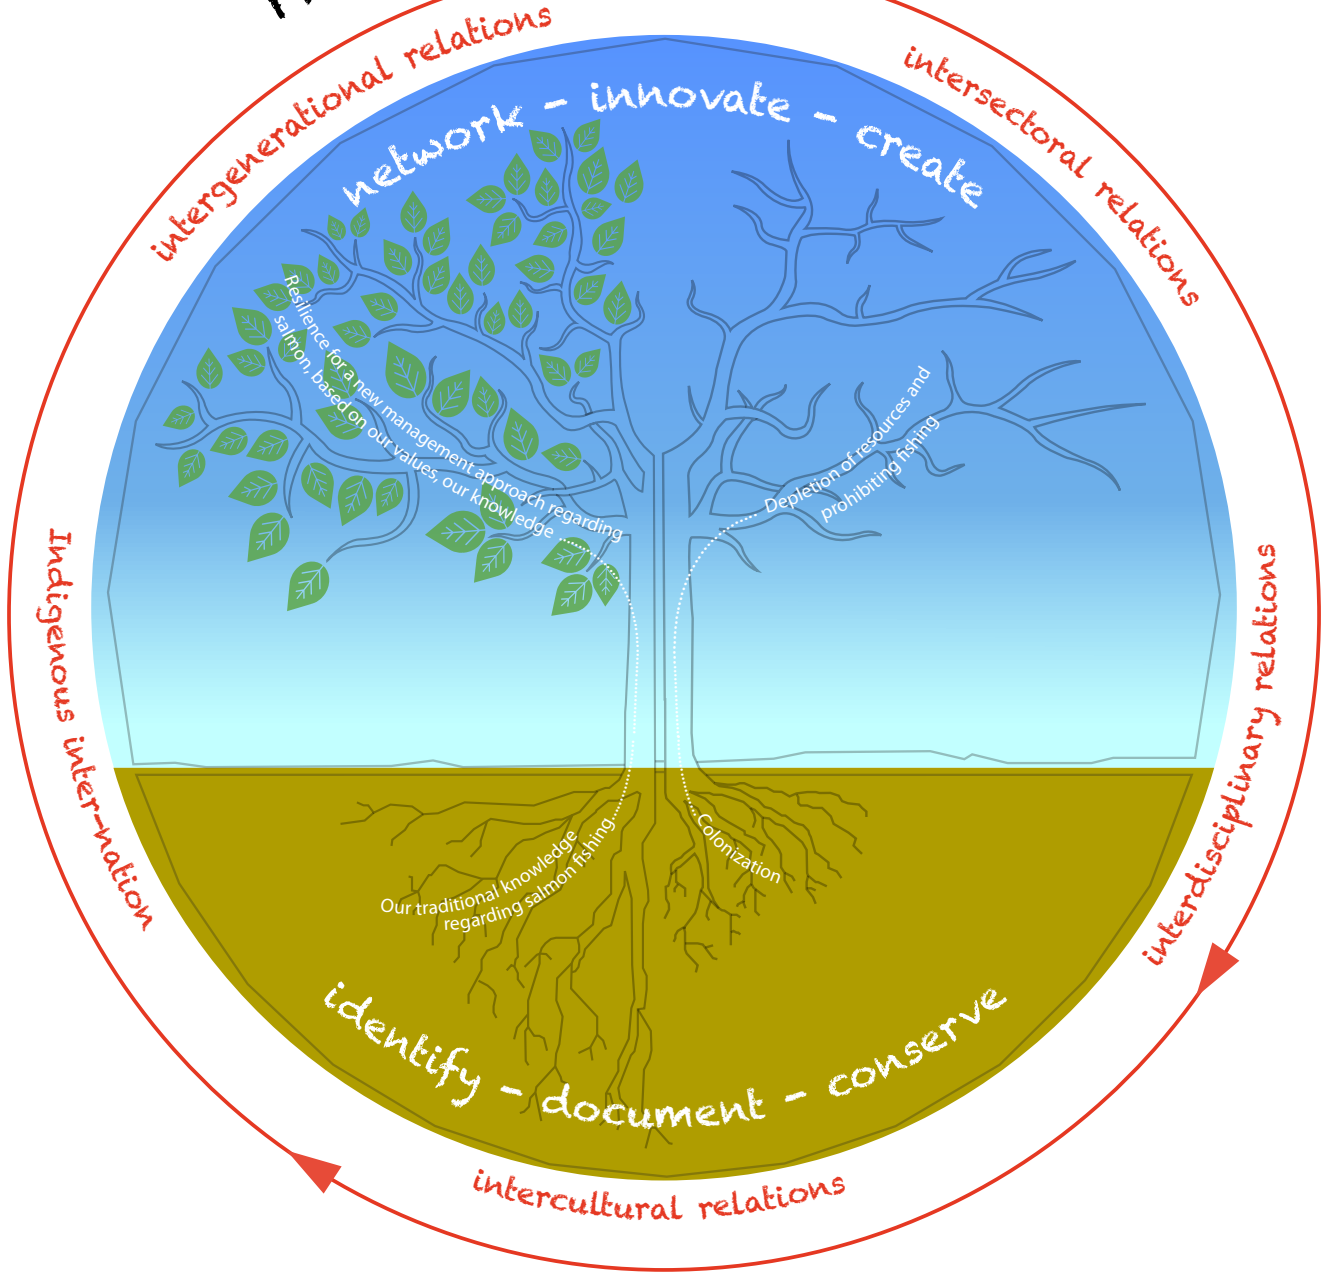 intergenerational relations
intersectoral relations
network - innovate - create
Resilience for a new management approach regarding
salmon, based on our values, our knowledge
Depletion of resources and
prohibiting fishing
Indigenous inter-nation
interdisciplinary relations
Our traditional knowledge
regarding salmon fishing
Colonization
identify - document - conserve
intercultural relations